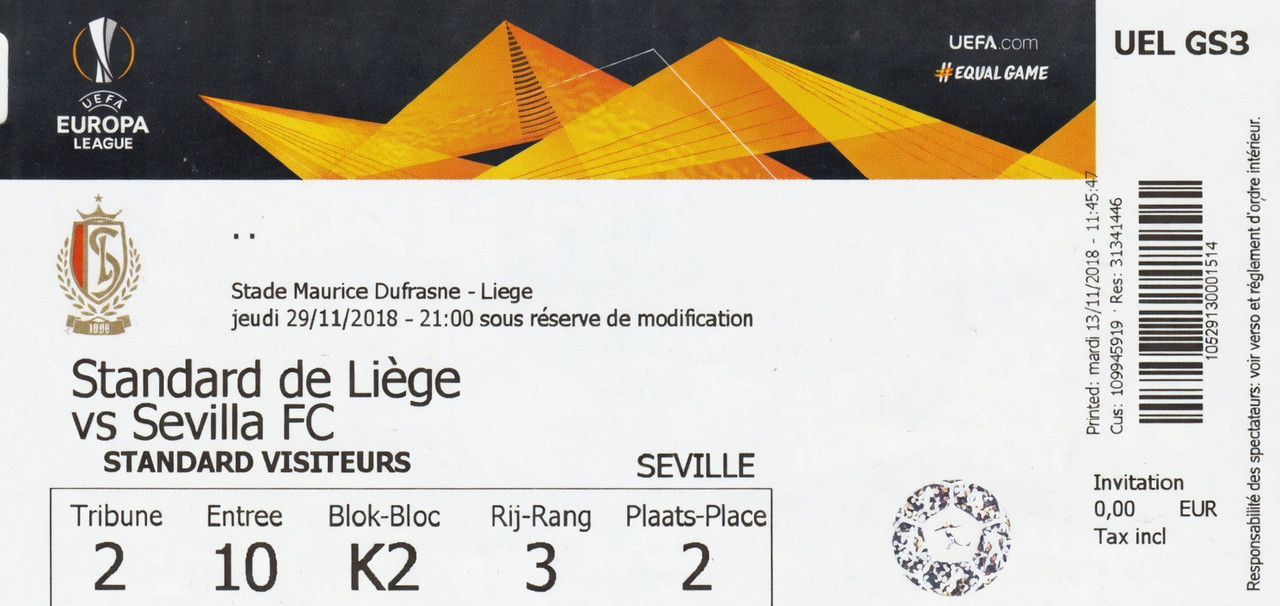 UEFA
EUROPA
LEAGUE
UEFA.com
#EQUALGAME
UEL GS3
1898
..
Stade Maurice Dufrasne - Liege
jeudi 29/11/2018 - 21:00 sous réserve de modification
Standard de Liège
vs Sevilla FC
STANDARD VISITEURS
SEVILLE
Tribune Entree Blok-Bloc Rij-Rang Plaats-Place
2 10 K2 3 2
Printed: mardi 13/11/2018 - 11:45:47
Cus: 109945919 · Res: 31341446
10529130001514
Invitation
0,00 EUR
Tax incl
Responsabilité des spectateurs: voir verso et réglement d'ordre intérieur.